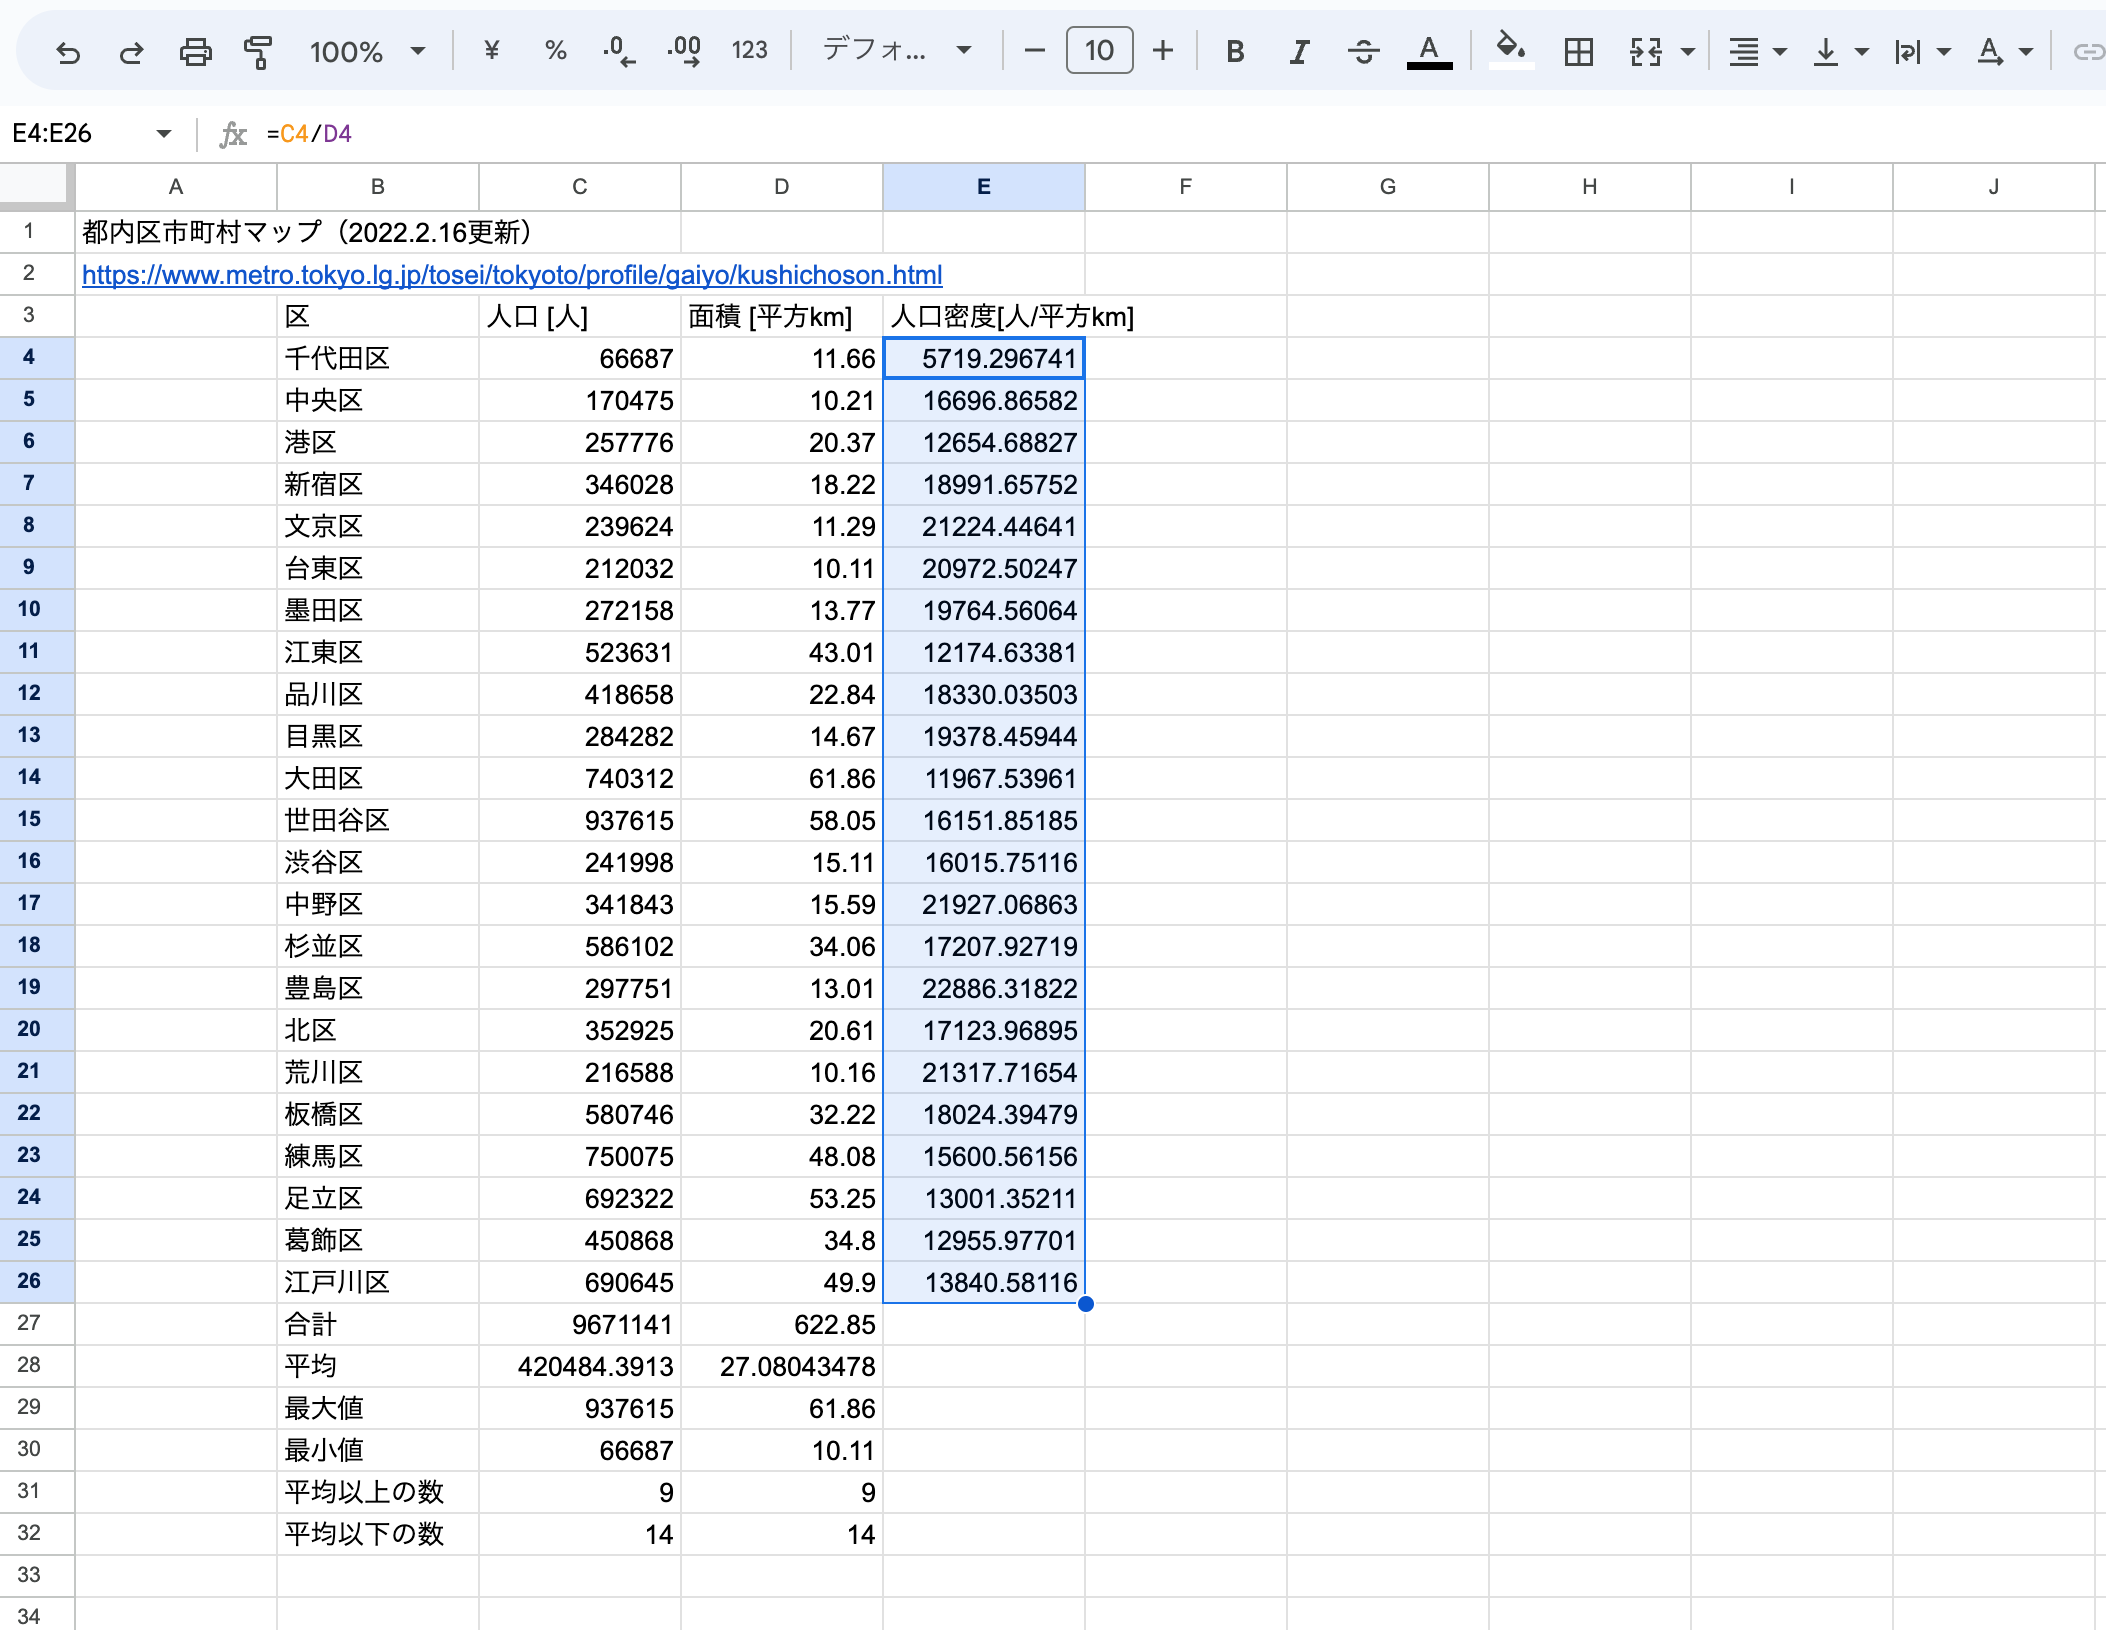 100% ¥ % .0 .00 123 デフォ... 10 B I S A A
E4:E26 fx =C4/D4
A B C D E F G H I J
1 都内区市町村マップ（2022.2.16更新）
2 https://www.metro.tokyo.lg.jp/tosei/tokyoto/profile/gaiyo/kushichoson.html
3 区 人口 [人] 面積 [平方km] 人口密度[人/平方km]
4 千代田区 66687 11.66 5719.296741
5 中央区 170475 10.21 16696.86582
6 港区 257776 20.37 12654.68827
7 新宿区 346028 18.22 18991.65752
8 文京区 239624 11.29 21224.44641
9 台東区 212032 10.11 20972.50247
10 墨田区 272158 13.77 19764.56064
11 江東区 523631 43.01 12174.63381
12 品川区 418658 22.84 18330.03503
13 目黒区 284282 14.67 19378.45944
14 大田区 740312 61.86 11967.53961
15 世田谷区 937615 58.05 16151.85185
16 渋谷区 241998 15.11 16015.75116
17 中野区 341843 15.59 21927.06863
18 杉並区 586102 34.06 17207.92719
19 豊島区 297751 13.01 22886.31822
20 北区 352925 20.61 17123.96895
21 荒川区 216588 10.16 21317.71654
22 板橋区 580746 32.22 18024.39479
23 練馬区 750075 48.08 15600.56156
24 足立区 692322 53.25 13001.35211
25 葛飾区 450868 34.8 12955.97701
26 江戸川区 690645 49.9 13840.58116
27 合計 9671141 622.85
28 平均 420484.3913 27.08043478
29 最大値 937615 61.86
30 最小値 66687 10.11
31 平均以上の数 9 9
32 平均以下の数 14 14
33
34